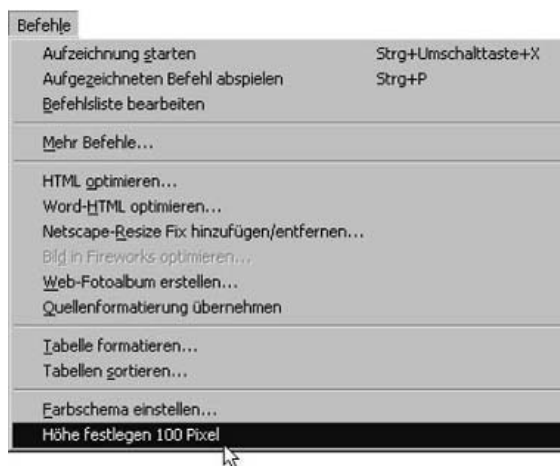 Befehle
Aufzeichnung starten Strg+Umschalttaste+X
Aufgezeichneten Befehl abspielen Strg+P
Befehlsliste bearbeiten
Mehr Befehle...
HTML optimieren...
Word-HTML optimieren...
Netscape-Resize Fix hinzufügen/entfernen...
Bild in Fireworks optimieren...
Web-Fotoalbum erstellen...
Quellenformatierung übernehmen
Tabelle formatieren...
Tabellen sortieren...
Farbschema einstellen...
Höhe festlegen 100 Pixel